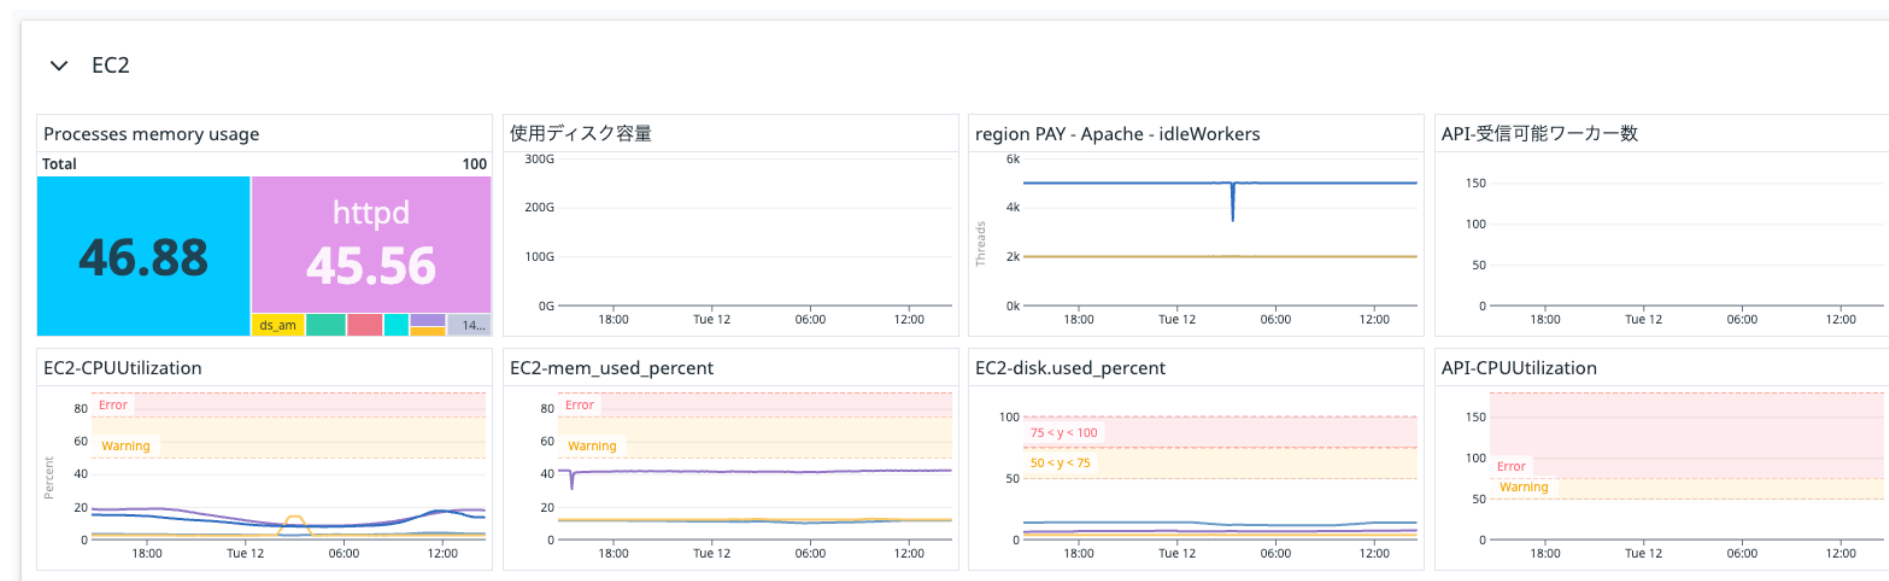 EC2
Processes memory usage
Total 100
46.88
httpd
45.56
ds_am
14...
使用ディスク容量
300G
200G
100G
0G
18:00 Tue 12 06:00 12:00
region PAY - Apache - idleWorkers
Threads
6k
4k
2k
0k
18:00 Tue 12 06:00 12:00
API-受信可能ワーカー数
150
100
50
0
18:00 Tue 12 06:00 12:00
EC2-CPUUtilization
Percent
80
60
40
20
0
Error
Warning
18:00 Tue 12 06:00 12:00
EC2-mem_used_percent
80
60
40
20
0
Error
Warning
18:00 Tue 12 06:00 12:00
EC2-disk.used_percent
100
50
0
75 < y < 100
50 < y < 75
18:00 Tue 12 06:00 12:00
API-CPUUtilization
150
100
50
0
Error
Warning
18:00 Tue 12 06:00 12:00